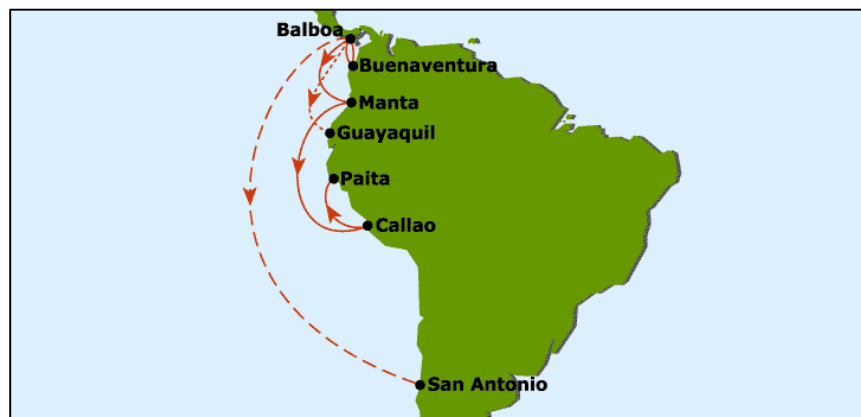 Balboa
Buenaventura
Manta
Guayaquil
Paita
Callao
San Antonio